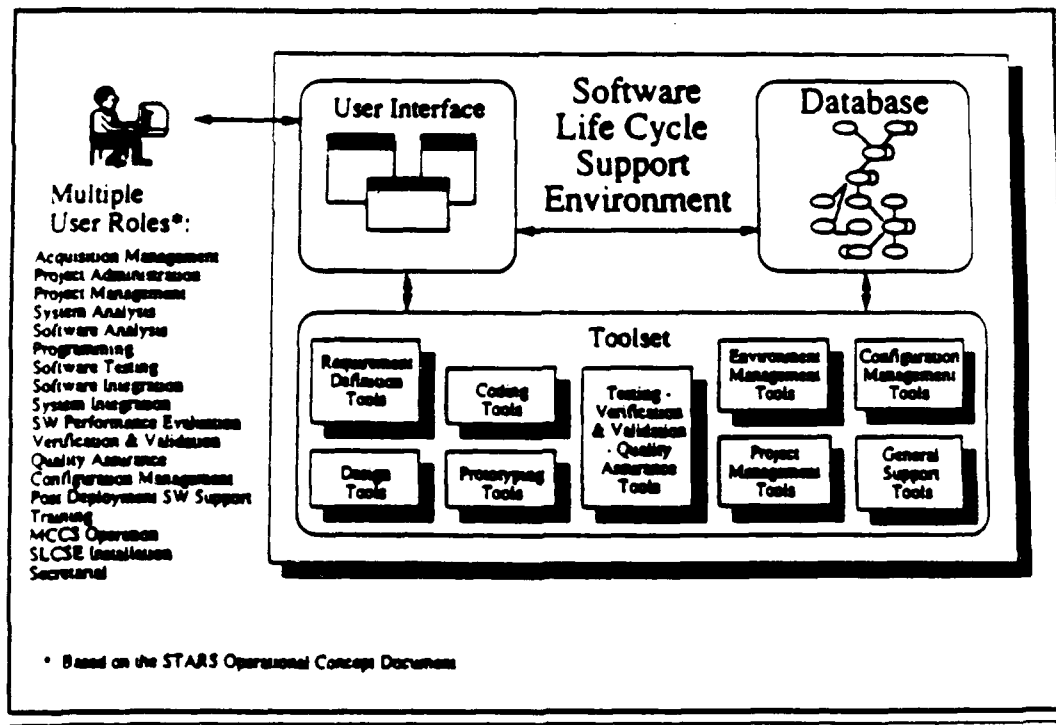 User Interface
Software
Life Cycle
Support
Environment
Database
Multiple
User Roles*:
Acquisition Management
Project Administration
Project Management
System Analysis
Software Analysis
Programming
Software Testing
Software Integration
System Integration
SW Performance Evaluation
Verification & Validation
Quality Assurance
Configuration Management
Post Deployment SW Support
Training
MCCS Operation
SLCSE Installation
Secretarial
Toolset
Requirement
Definition
Tools
Coding
Tools
Testing -
Verification
& Validation
- Quality
Assurance
Tools
Environment
Management
Tools
Configuration
Management
Tools
Design
Tools
Prototyping
Tools
Project
Management
Tools
General
Support
Tools
* Based on the STARS Operational Concept Document